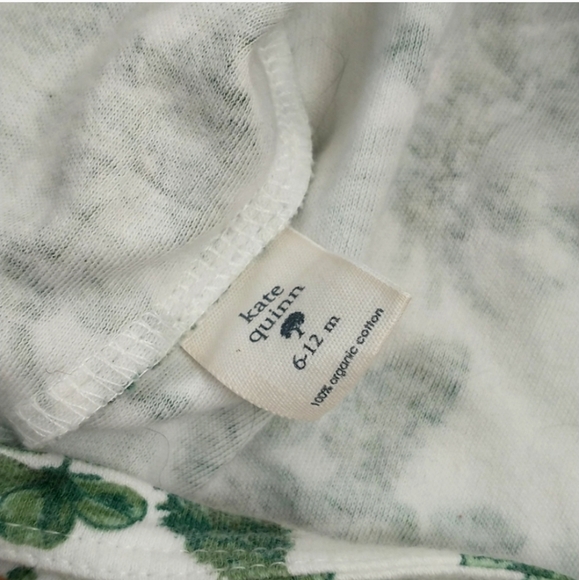 kate
quinn
6-12 m
100% organic cotton